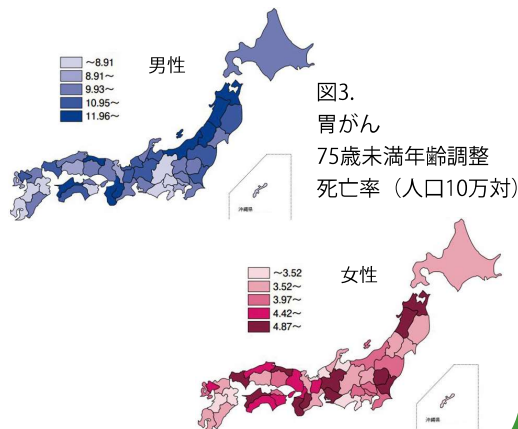 男性
~8.91
8.91~
9.93~
10.95~
11.96~
図3.
胃がん
75歳未満年齢調整
死亡率（人口10万対）
沖縄県
女性
~3.52
3.52~
3.97~
4.42~
4.87~
沖縄県